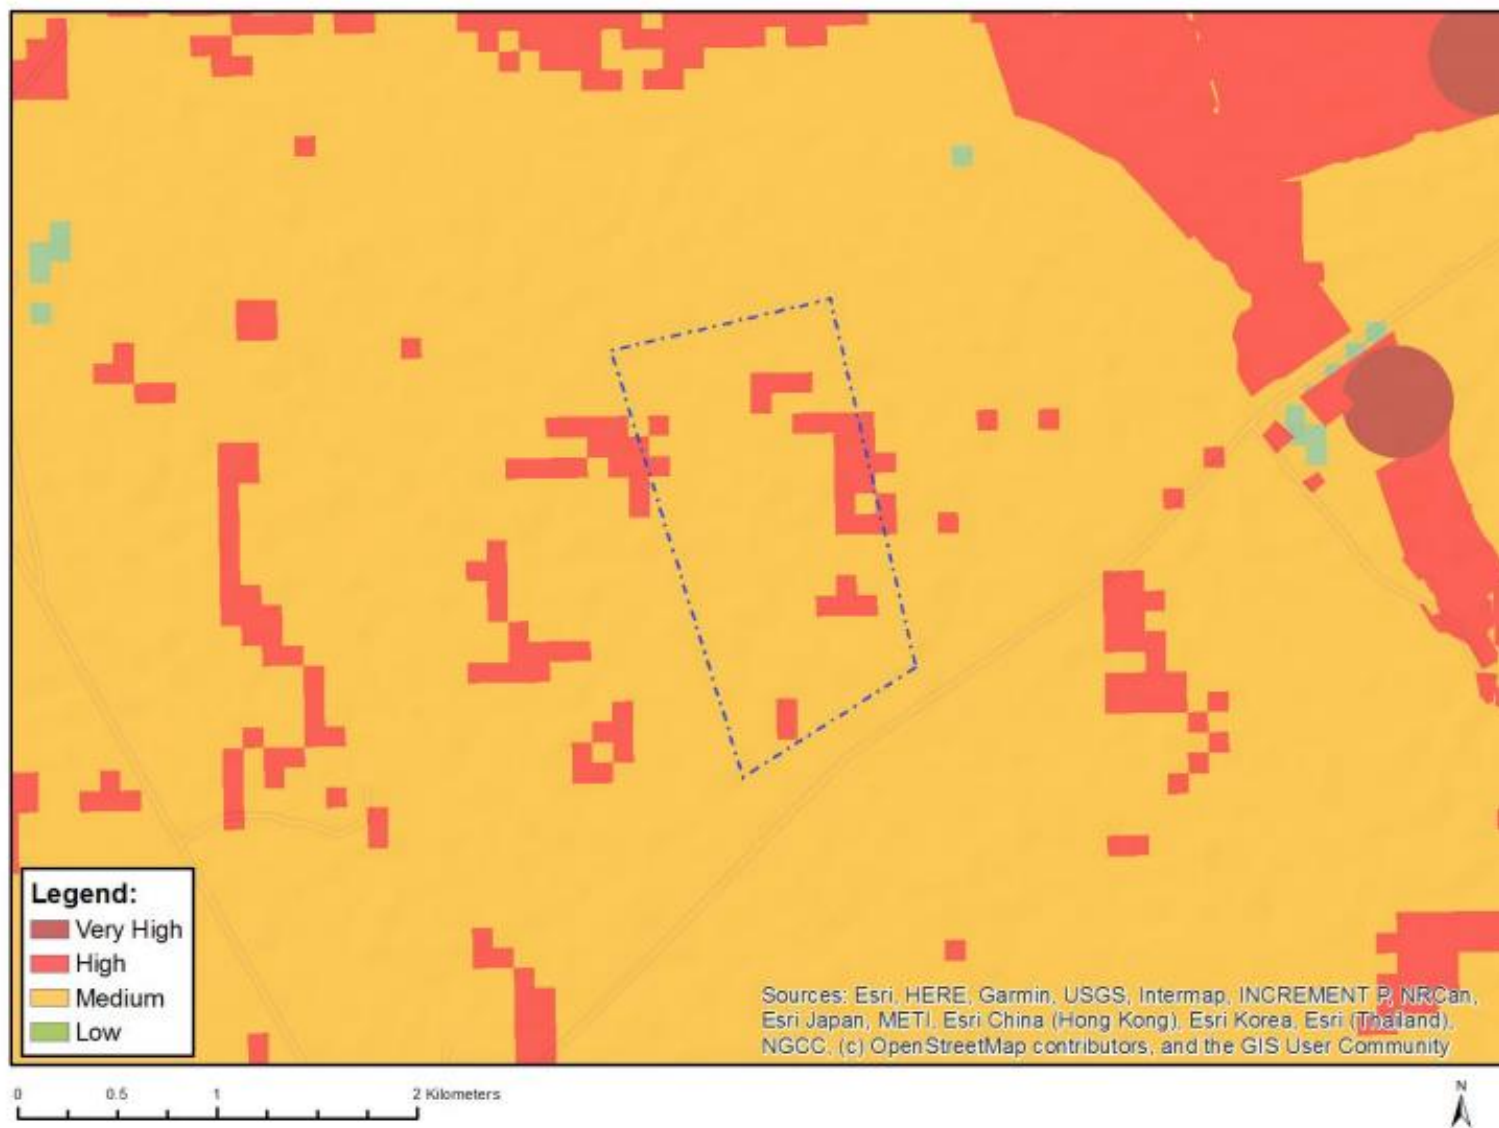 Legend:
Very High
High
Medium
Low
Sources: Esri, HERE, Garmin, USGS, Intermap, INCREMENT P, NRCan,
Esri Japan, METI, Esri China (Hong Kong), Esri Korea, Esri (Thailand),
NGCC, (c) OpenStreetMap contributors, and the GIS User Community
0 0.5 1 2 Kilometers
N